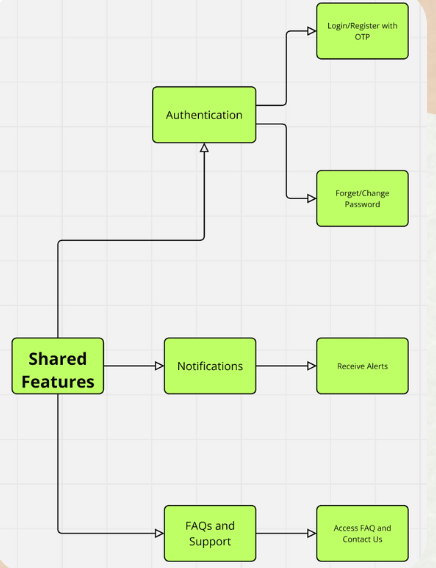 Login/Register with
OTP
Authentication
Forget/Change
Password
Shared
Features
Notifications
Receive Alerts
FAQs and
Support
Access FAQ and
Contact Us